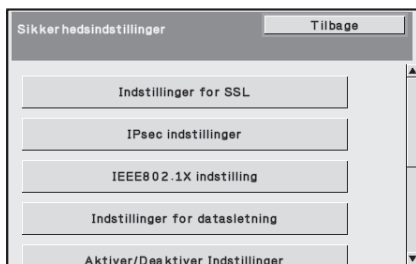 Sikkerhedsindstillinger
Tilbage
Indstillinger for SSL
IPsec indstillinger
IEEE802.1X indstilling
Indstillinger for datasletning
Aktiver/Deaktiver Indstillinger